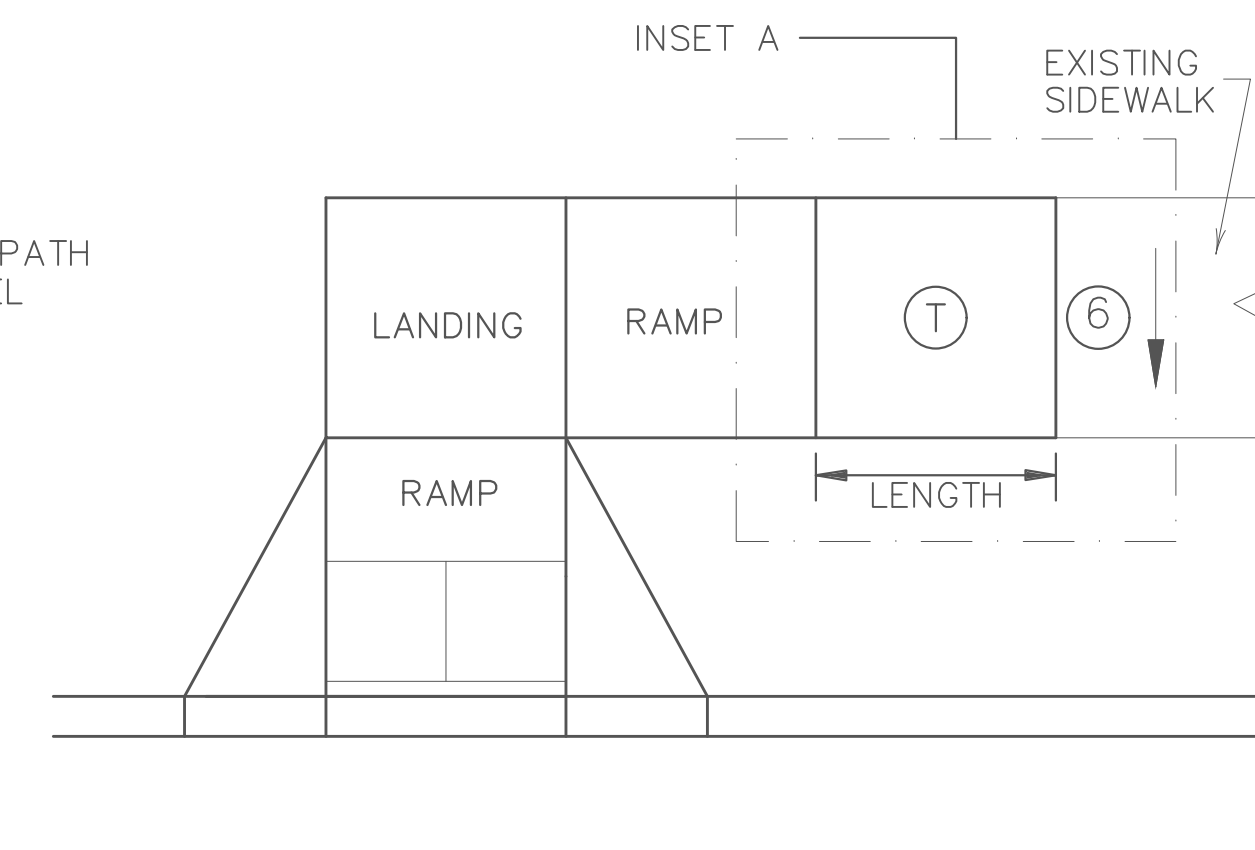 INSET A
EXISTING
SIDEWALK
PATH
LANDING
RAMP
T
6
RAMP
LENGTH